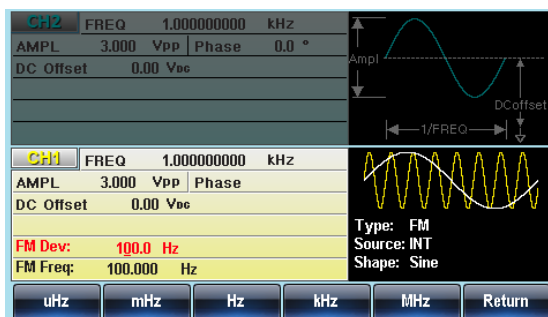 CH2 FREQ 1.000000000 kHz
AMPL 3.000 Vpp Phase 0.0 °
DC Offset 0.00 VDC
Ampl
DCoffset
1/FREQ
CH1 FREQ 1.000000000 kHz
AMPL 3.000 Vpp Phase
DC Offset 0.00 VDC
FM Dev: 100.0 Hz
FM Freq: 100.000 Hz
Type: FM
Source: INT
Shape: Sine
uHz mHz Hz kHz MHz Return